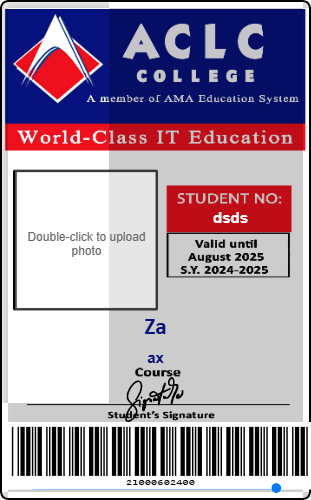 ACLC
COLLEGE
A member of AMA Education System
World-Class IT Education
Double-click to upload
photo
STUDENT NO:
dsds
Valid until
August 2025
S.Y. 2024-2025
Za
ax
Course
Signature
Student's Signature
21000602400